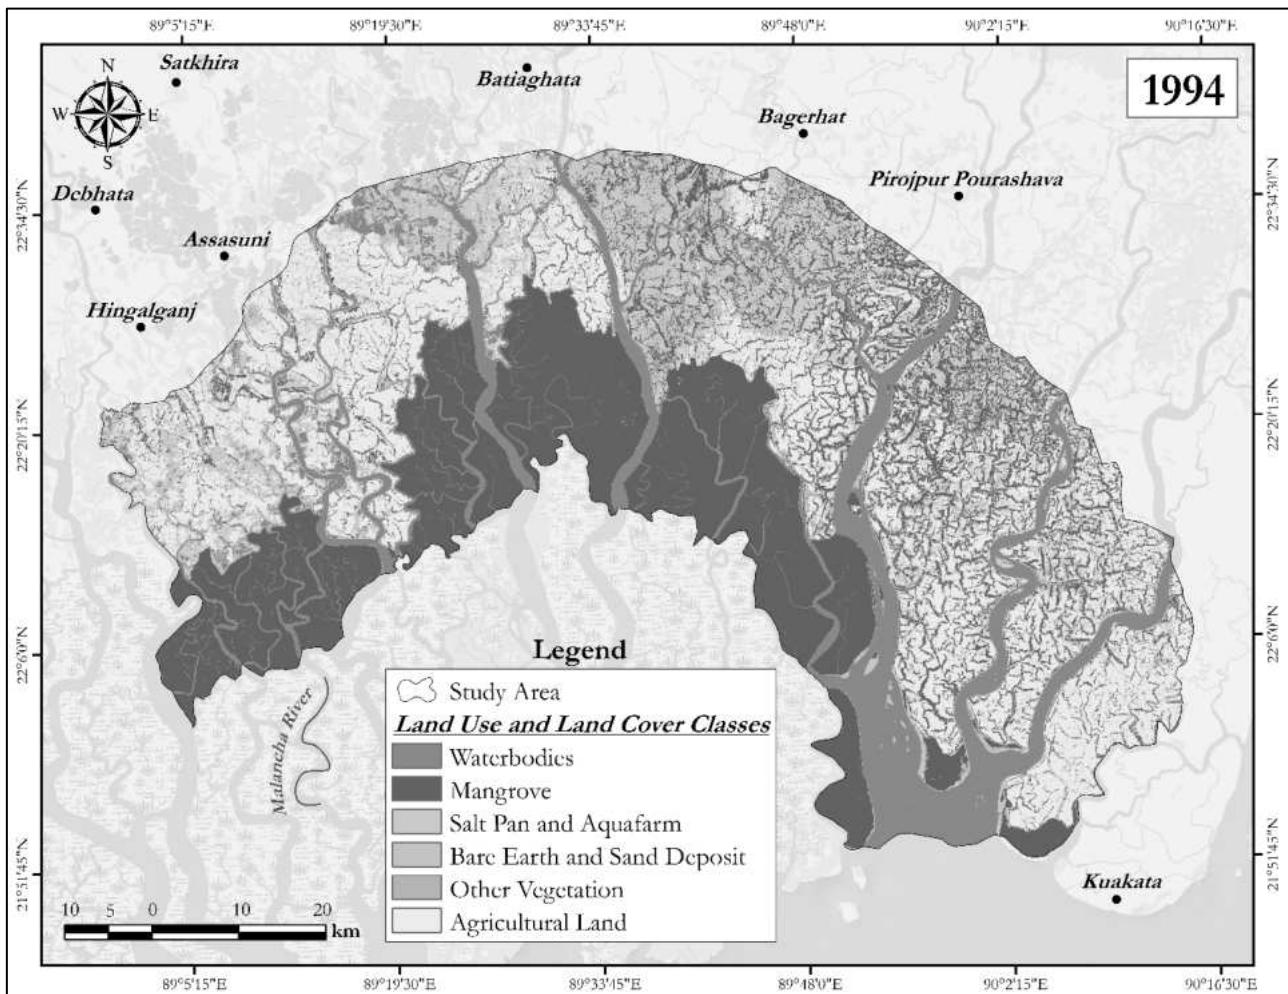 89°5'15"E 89°19'30"E 89°33'45"E 89°48'0"E 90°2'15"E 90°16'30"E
1994
Satkhira
Batiaghata
Bagerhat
N
W E
S
Debhata
Pirojpur Pourashava
Assasuni
Hingalganj
22°34'30"N
22°34'30"N
22°20'15"N
22°20'15"N
22°6'0"N
22°6'0"N
21°51'45"N
21°51'45"N
Malancha River
Legend
Study Area
Land Use and Land Cover Classes
Waterbodies
Mangrove
Salt Pan and Aquafarm
Bare Earth and Sand Deposit
Other Vegetation
Agricultural Land
Kuakata
10 5 0 10 20
km
89°5'15"E 89°19'30"E 89°33'45"E 89°48'0"E 90°2'15"E 90°16'30"E